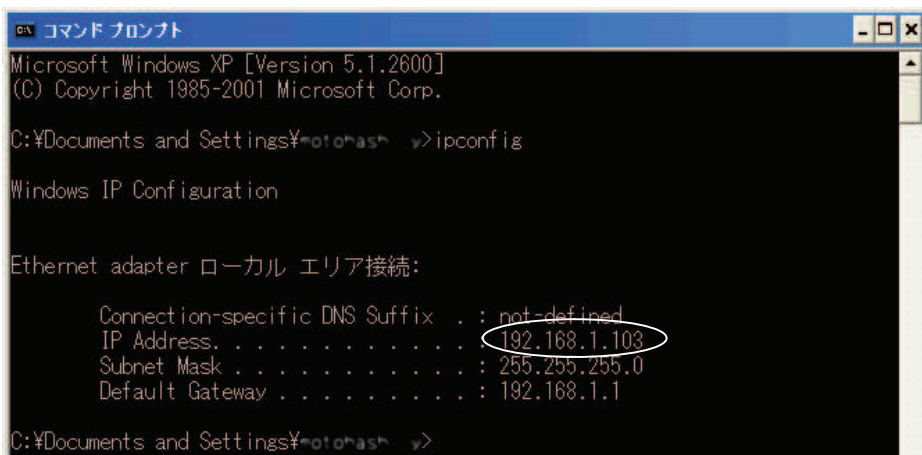 コマンド プロンプト
Microsoft Windows XP [Version 5.1.2600]
(C) Copyright 1985-2001 Microsoft Corp.
C:¥Documents and Settings¥ >ipconfig
Windows IP Configuration
Ethernet adapter ローカル エリア接続:
Connection-specific DNS Suffix . : not-defined
IP Address. . . . . . . . . . . . : 192.168.1.103
Subnet Mask . . . . . . . . . . . : 255.255.255.0
Default Gateway . . . . . . . . . : 192.168.1.1
C:¥Documents and Settings¥ >